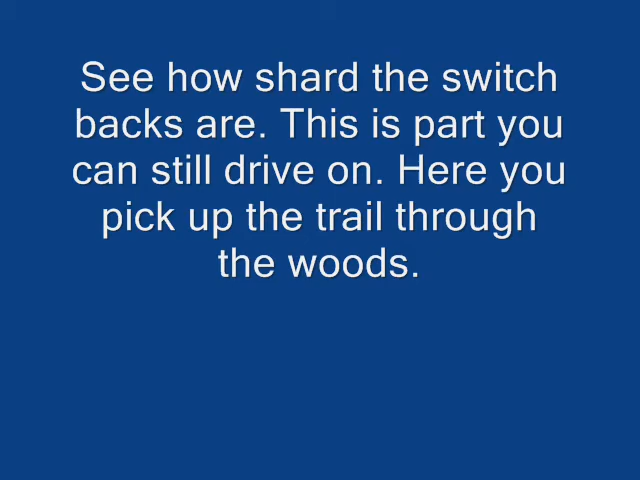 See how shard the switch
backs are. This is part you
can still drive on. Here you
pick up the trail through
the woods.